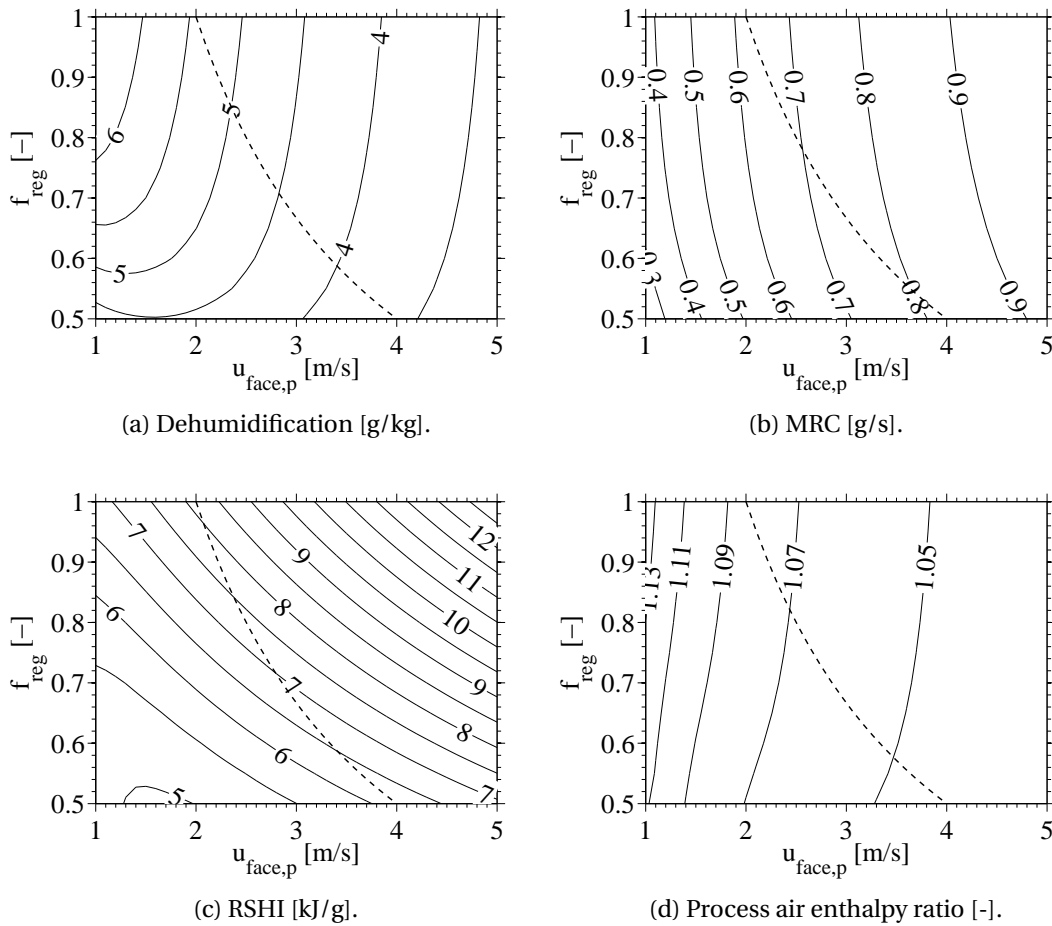 1
0.9
0.8
0.7
0.6
0.5
f_reg [−]
6
5
5
4
4
1 2 3 4 5
u_face,p [m/s]
(a) Dehumidification [g/kg].
1
0.9
0.8
0.7
0.6
0.5
f_reg [−]
0.4 0.5 0.6 0.7 0.8 0.9
0.3 0.4 0.5 0.6 0.7 0.8 0.9
1 2 3 4 5
u_face,p [m/s]
(b) MRC [g/s].
1
0.9
0.8
0.7
0.6
0.5
f_reg [−]
7 9 12
11
6 8 10
7 9
6 8
5 7
1 2 3 4 5
u_face,p [m/s]
(c) RSHI [kJ/g].
1
0.9
0.8
0.7
0.6
0.5
f_reg [−]
1.13 1.11 1.09 1.07 1.05
1 2 3 4 5
u_face,p [m/s]
(d) Process air enthalpy ratio [-].